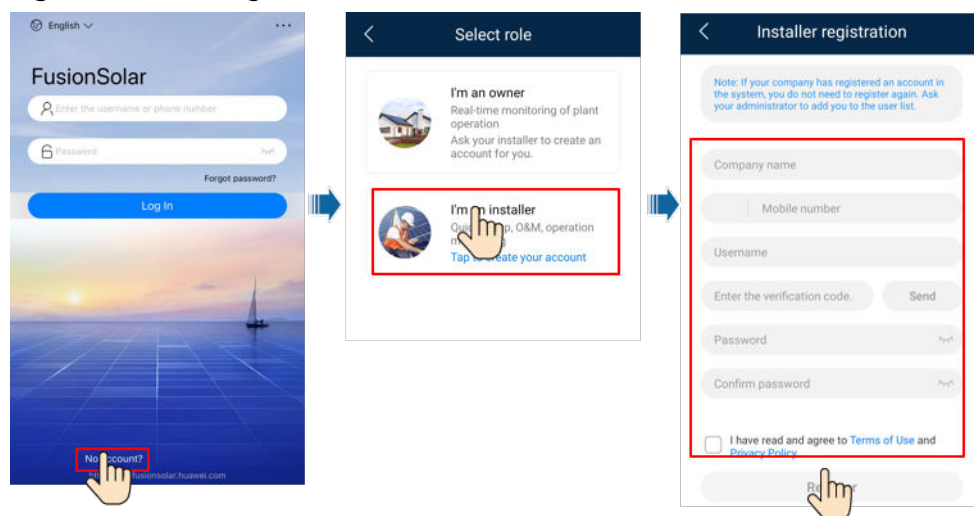 English
FusionSolar
Enter the username or phone number
Password
Forgot password?
Log In
No
fusionsolar.huawei.com
Select role
I'm an owner
Real-time monitoring of plant
operation
Ask your installer to create an
account for you.
I'm an installer
O&M, operation
Tap to create your account
Installer registration
Note: If your company has registered an account in
the system, you do not need to register again. Ask
your administrator to add you to the user list.
Company name
Mobile number
Username
Enter the verification code.
Send
Password
Confirm password
I have read and agree to Terms of Use and
Privacy Policy